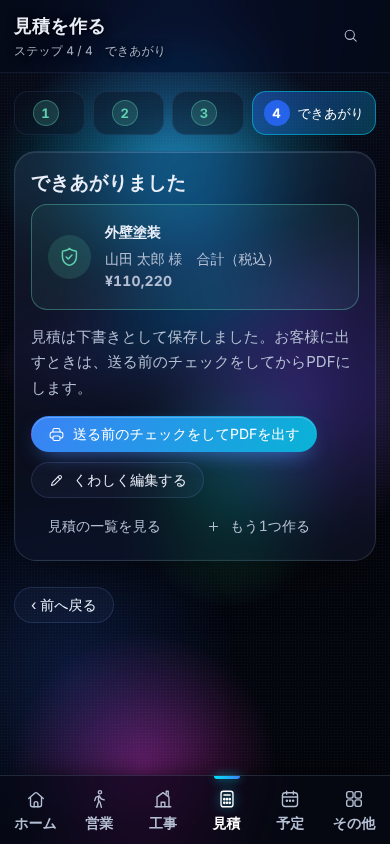 見積を作る
ステップ 4 / 4　できあがり
1
2
3
4 できあがり
できあがりました
外壁塗装
山田 太郎 様　合計（税込）
¥110,220
見積は下書きとして保存しました。お客様に出
すときは、送る前のチェックをしてからPDFに
します。
送る前のチェックをしてPDFを出す
くわしく編集する
見積の一覧を見る
＋ もう1つ作る
‹ 前へ戻る
ホーム
営業
工事
見積
予定
その他